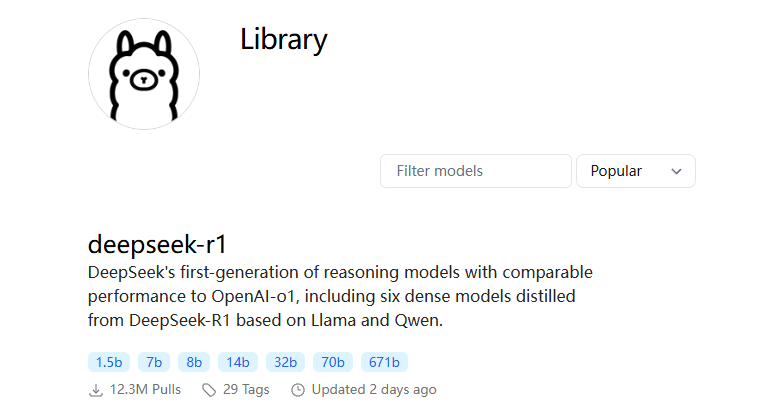 Library
Filter models
Popular
deepseek-r1
DeepSeek's first-generation of reasoning models with comparable
performance to OpenAI-o1, including six dense models distilled
from DeepSeek-R1 based on Llama and Qwen.
1.5b 7b 8b 14b 32b 70b 671b
12.3M Pulls 29 Tags Updated 2 days ago